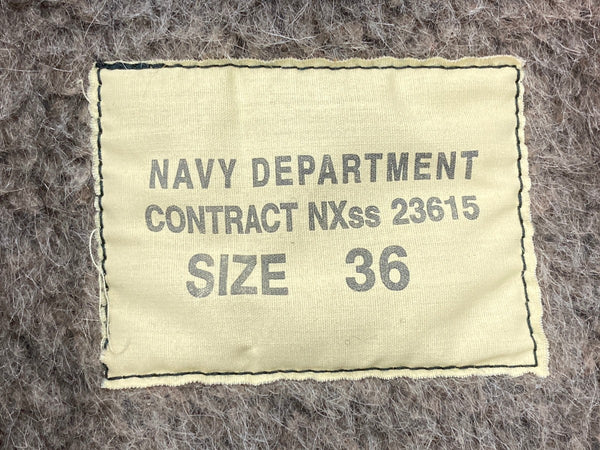 NAVY DEPARTMENT
CONTRACT NXss 23615
SIZE 36